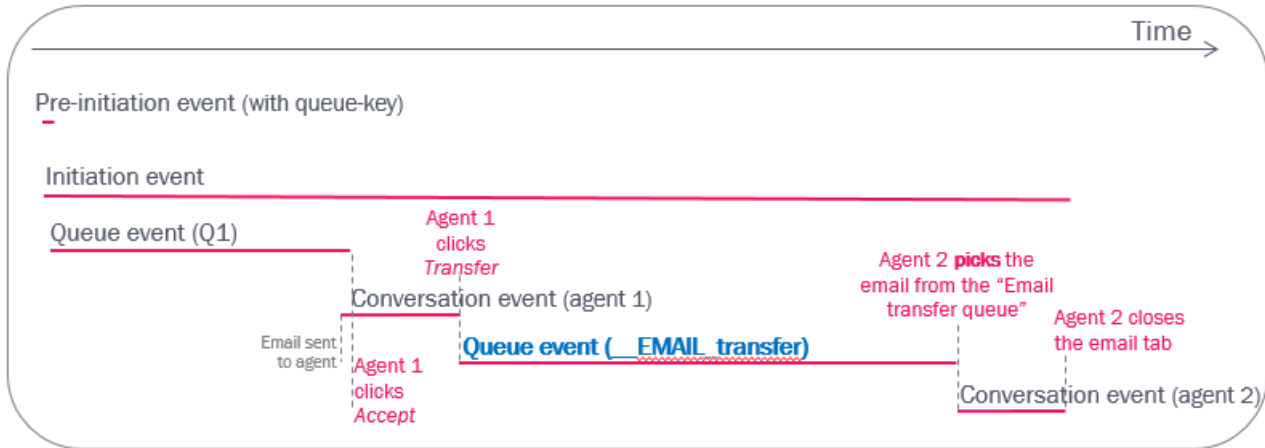 Time
Pre-initiation event (with queue-key)
Initiation event
Queue event (Q1)
Agent 1
clicks
Transfer
Agent 2 picks the
email from the “Email
transfer queue”
Conversation event (agent 1)
Email sent
to agent
Agent 1
clicks
Accept
Queue event (__EMAIL_transfer)
Agent 2 closes
the email tab
Conversation event (agent 2)